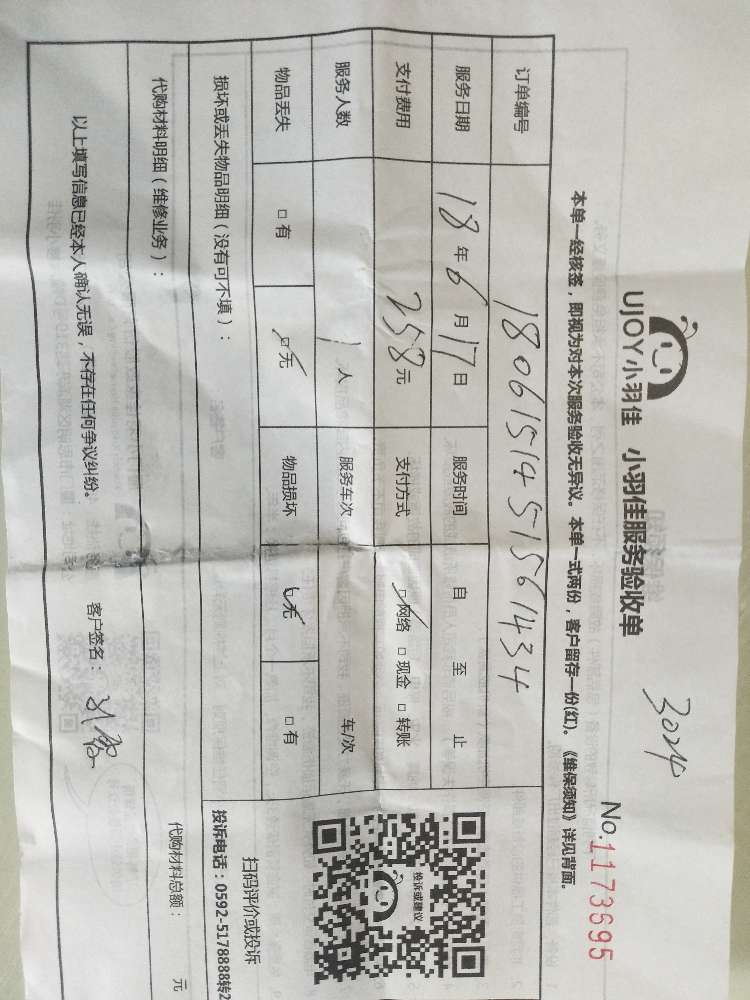 UJOY小羽佳 小羽佳服务验收单
3024
No.1173695
本单一经核签，即视为对本次服务验收无异议。本单一式两份，客户留存一份(红)。《维保须知》详见背面。
订单编号 18061514515161434
服务日期 18年6月17日 服务时间 自 至 止
支付费用 258元 支付方式 ☑网络 □现金 □转账
服务人数 1人 服务车次 车/次
物品丢失 □有 ☑无 物品损坏 ☑无 □有
投诉或建议
扫码评价或投诉
投诉电话：0592-5178888转2
损坏或丢失物品明细（没有可不填）：
代购材料明细（维修业务）： 代购材料总额： 元
以上填写信息已经本人确认无误，不存在任何争议纠纷。 客户签名：